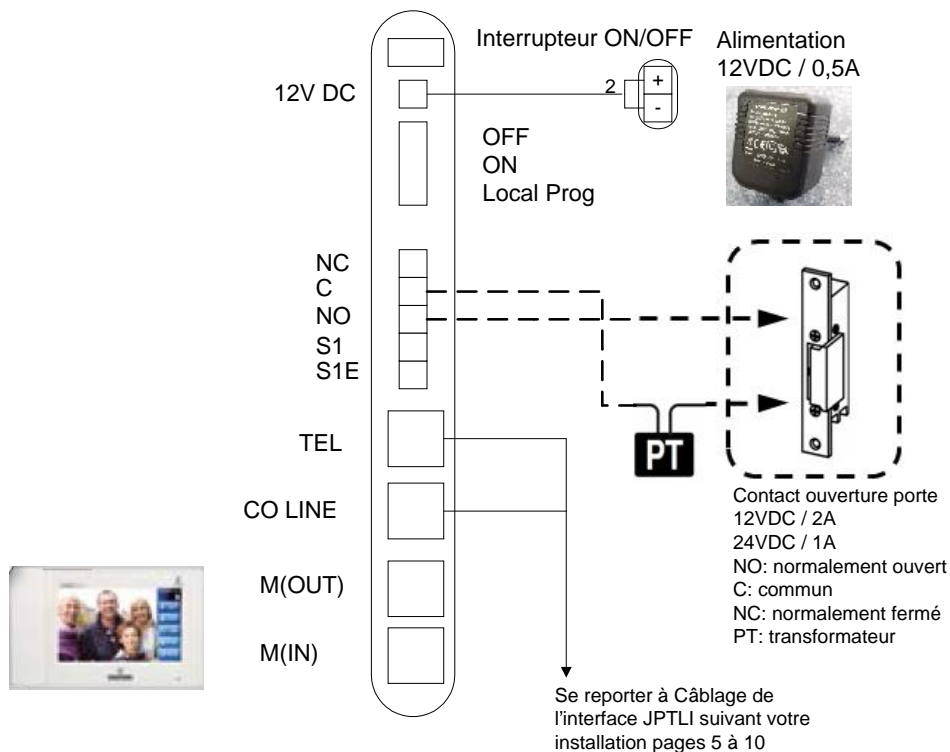 Interrupteur ON/OFF
Alimentation
12VDC / 0,5A
12V DC
2
+
-
OFF
ON
Local Prog
NC
C
NO
S1
S1E
TEL
CO LINE
M(OUT)
M(IN)
PT
Contact ouverture porte
12VDC / 2A
24VDC / 1A
NO: normalement ouvert
C: commun
NC: normalement fermé
PT: transformateur
Se reporter à Câblage de
l'interface JPTLI suivant votre
installation pages 5 à 10